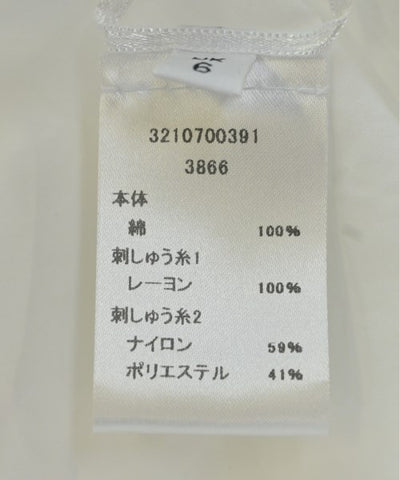 6
3210700391
3866
本体
綿 100%
刺しゅう糸1
レーヨン 100%
刺しゅう糸2
ナイロン 59%
ポリエステル 41%